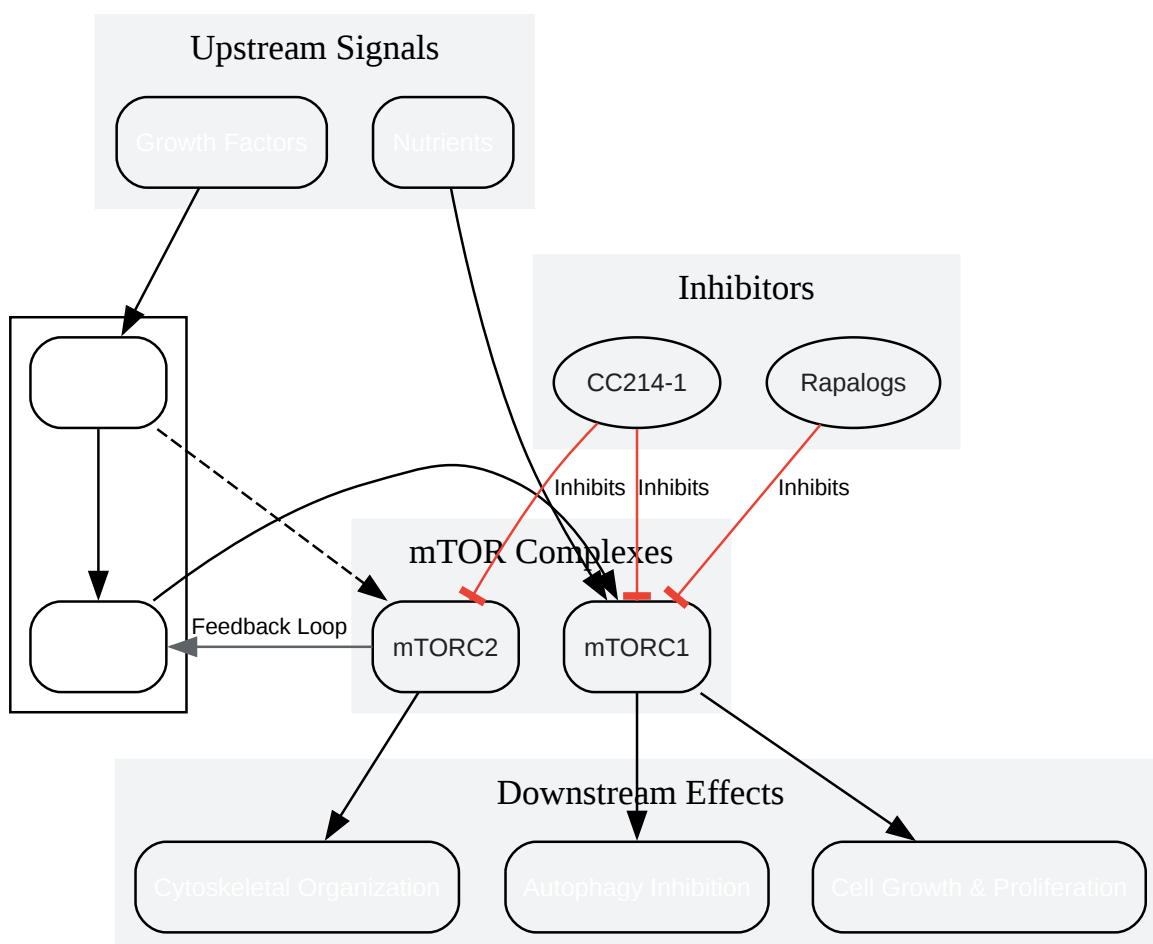 Upstream Signals
Growth Factors
Nutrients
Inhibitors
CC214-1
Rapalogs
Inhibits
Inhibits
Inhibits
mTOR Complexes
Feedback Loop
mTORC2
mTORC1
Downstream Effects
Cytoskeletal Organization
Autophagy Inhibition
Cell Growth & Proliferation